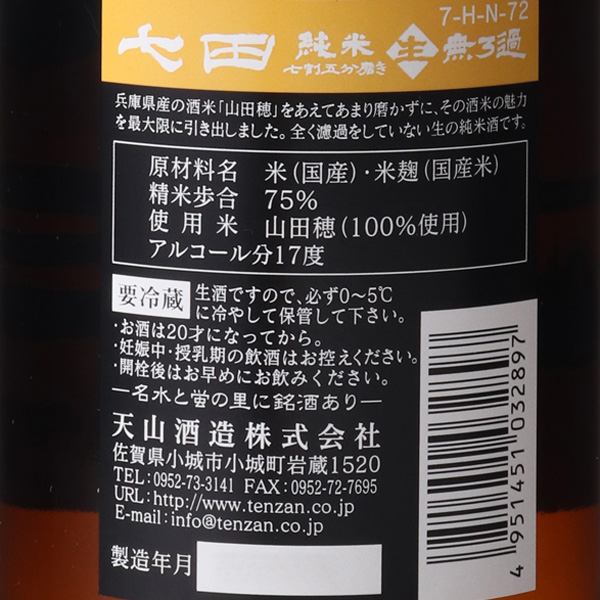 7-H-N-72
七田 純米 七割五分磨き 生 無ろ過
兵庫県産の酒米「山田穂」をあえてあまり磨かずに、その酒米の魅力
を最大限に引き出しました。全く濾過をしていない生の純米酒です。
原材料名 米(国産)・米麹(国産米)
精米歩合 75%
使用米 山田穂(100%使用)
アルコール分17度
要冷蔵 生酒ですので、必ず0~5℃
に冷やして保管して下さい。
・お酒は20才になってから。
・妊娠中・授乳期の飲酒はお控えください。
・開栓後はお早めにお飲みください。
―名水と蛍の里に銘酒あり―
天山酒造株式会社
佐賀県小城市小城町岩蔵1520
TEL:0952-73-3141 FAX:0952-72-7695
URL:http://www.tenzan.co.jp
E-mail:info@tenzan.co.jp
製造年月
4 951451 032897